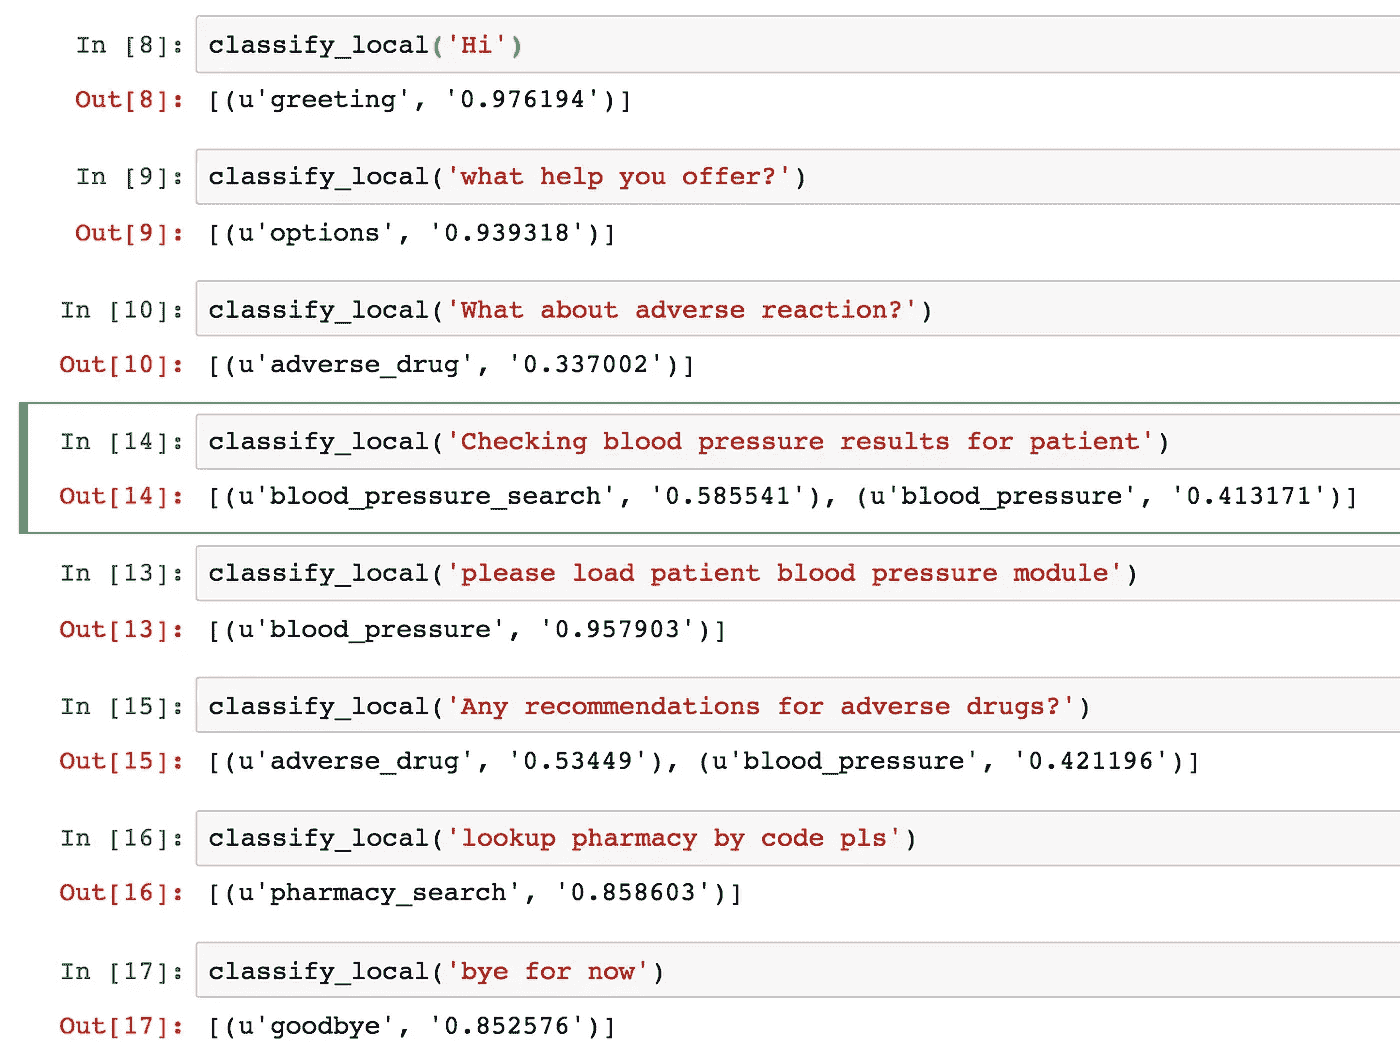 In [8]: classify_local('Hi')
Out[8]: [(u'greeting', '0.976194')]
In [9]: classify_local('what help you offer?')
Out[9]: [(u'options', '0.939318')]
In [10]: classify_local('What about adverse reaction?')
Out[10]: [(u'adverse_drug', '0.337002')]
In [14]: classify_local('Checking blood pressure results for patient')
Out[14]: [(u'blood_pressure_search', '0.585541'), (u'blood_pressure', '0.413171')]
In [13]: classify_local('please load patient blood pressure module')
Out[13]: [(u'blood_pressure', '0.957903')]
In [15]: classify_local('Any recommendations for adverse drugs?')
Out[15]: [(u'adverse_drug', '0.53449'), (u'blood_pressure', '0.421196')]
In [16]: classify_local('lookup pharmacy by code pls')
Out[16]: [(u'pharmacy_search', '0.858603')]
In [17]: classify_local('bye for now')
Out[17]: [(u'goodbye', '0.852576')]